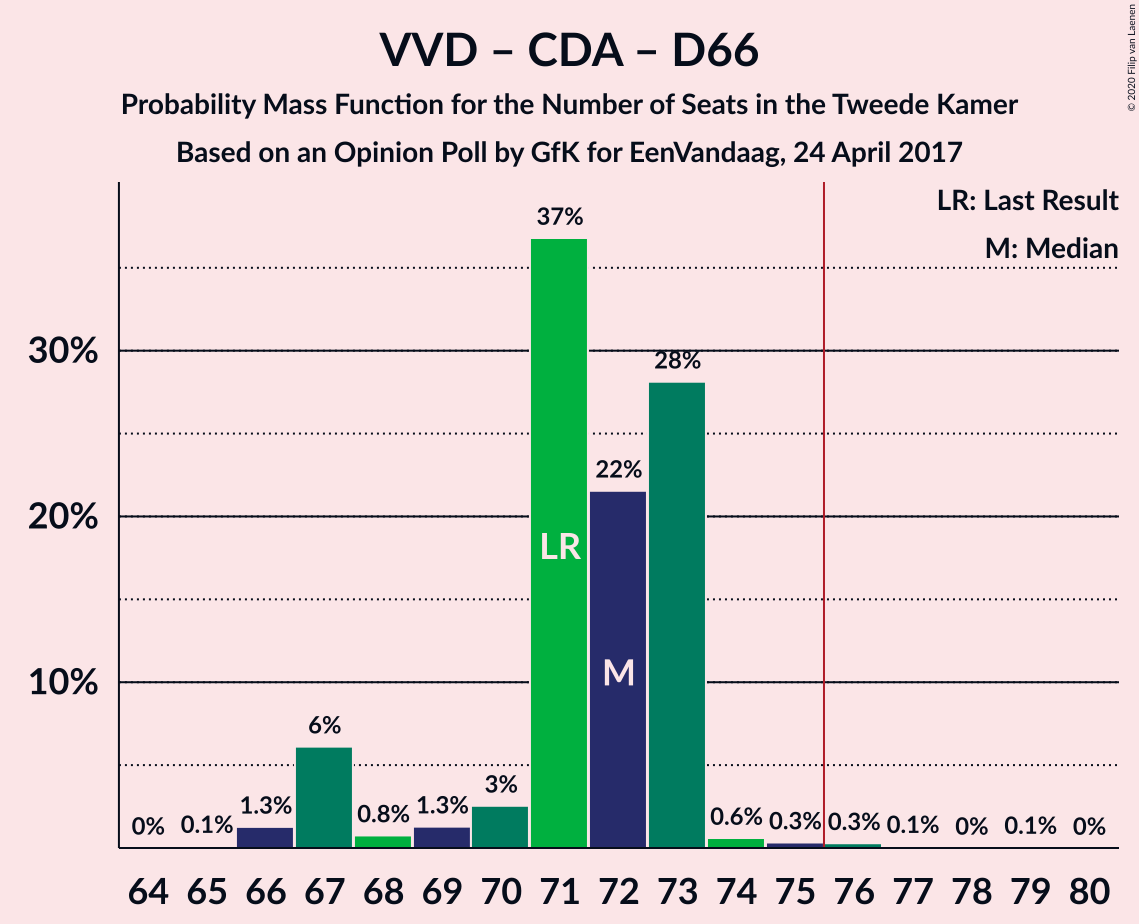 VVD – CDA – D66
Probability Mass Function for the Number of Seats in the Tweede Kamer
Based on an Opinion Poll by GfK for EenVandaag, 24 April 2017
© 2020 Filip van Laenen
LR: Last Result
M: Median
30%
20%
10%
0%
0.1%
1.3%
6%
0.8%
1.3%
3%
37%
22%
28%
0.6%
0.3%
0.3%
0.1%
0%
0.1%
0%
LR
M
64 65 66 67 68 69 70 71 72 73 74 75 76 77 78 79 80